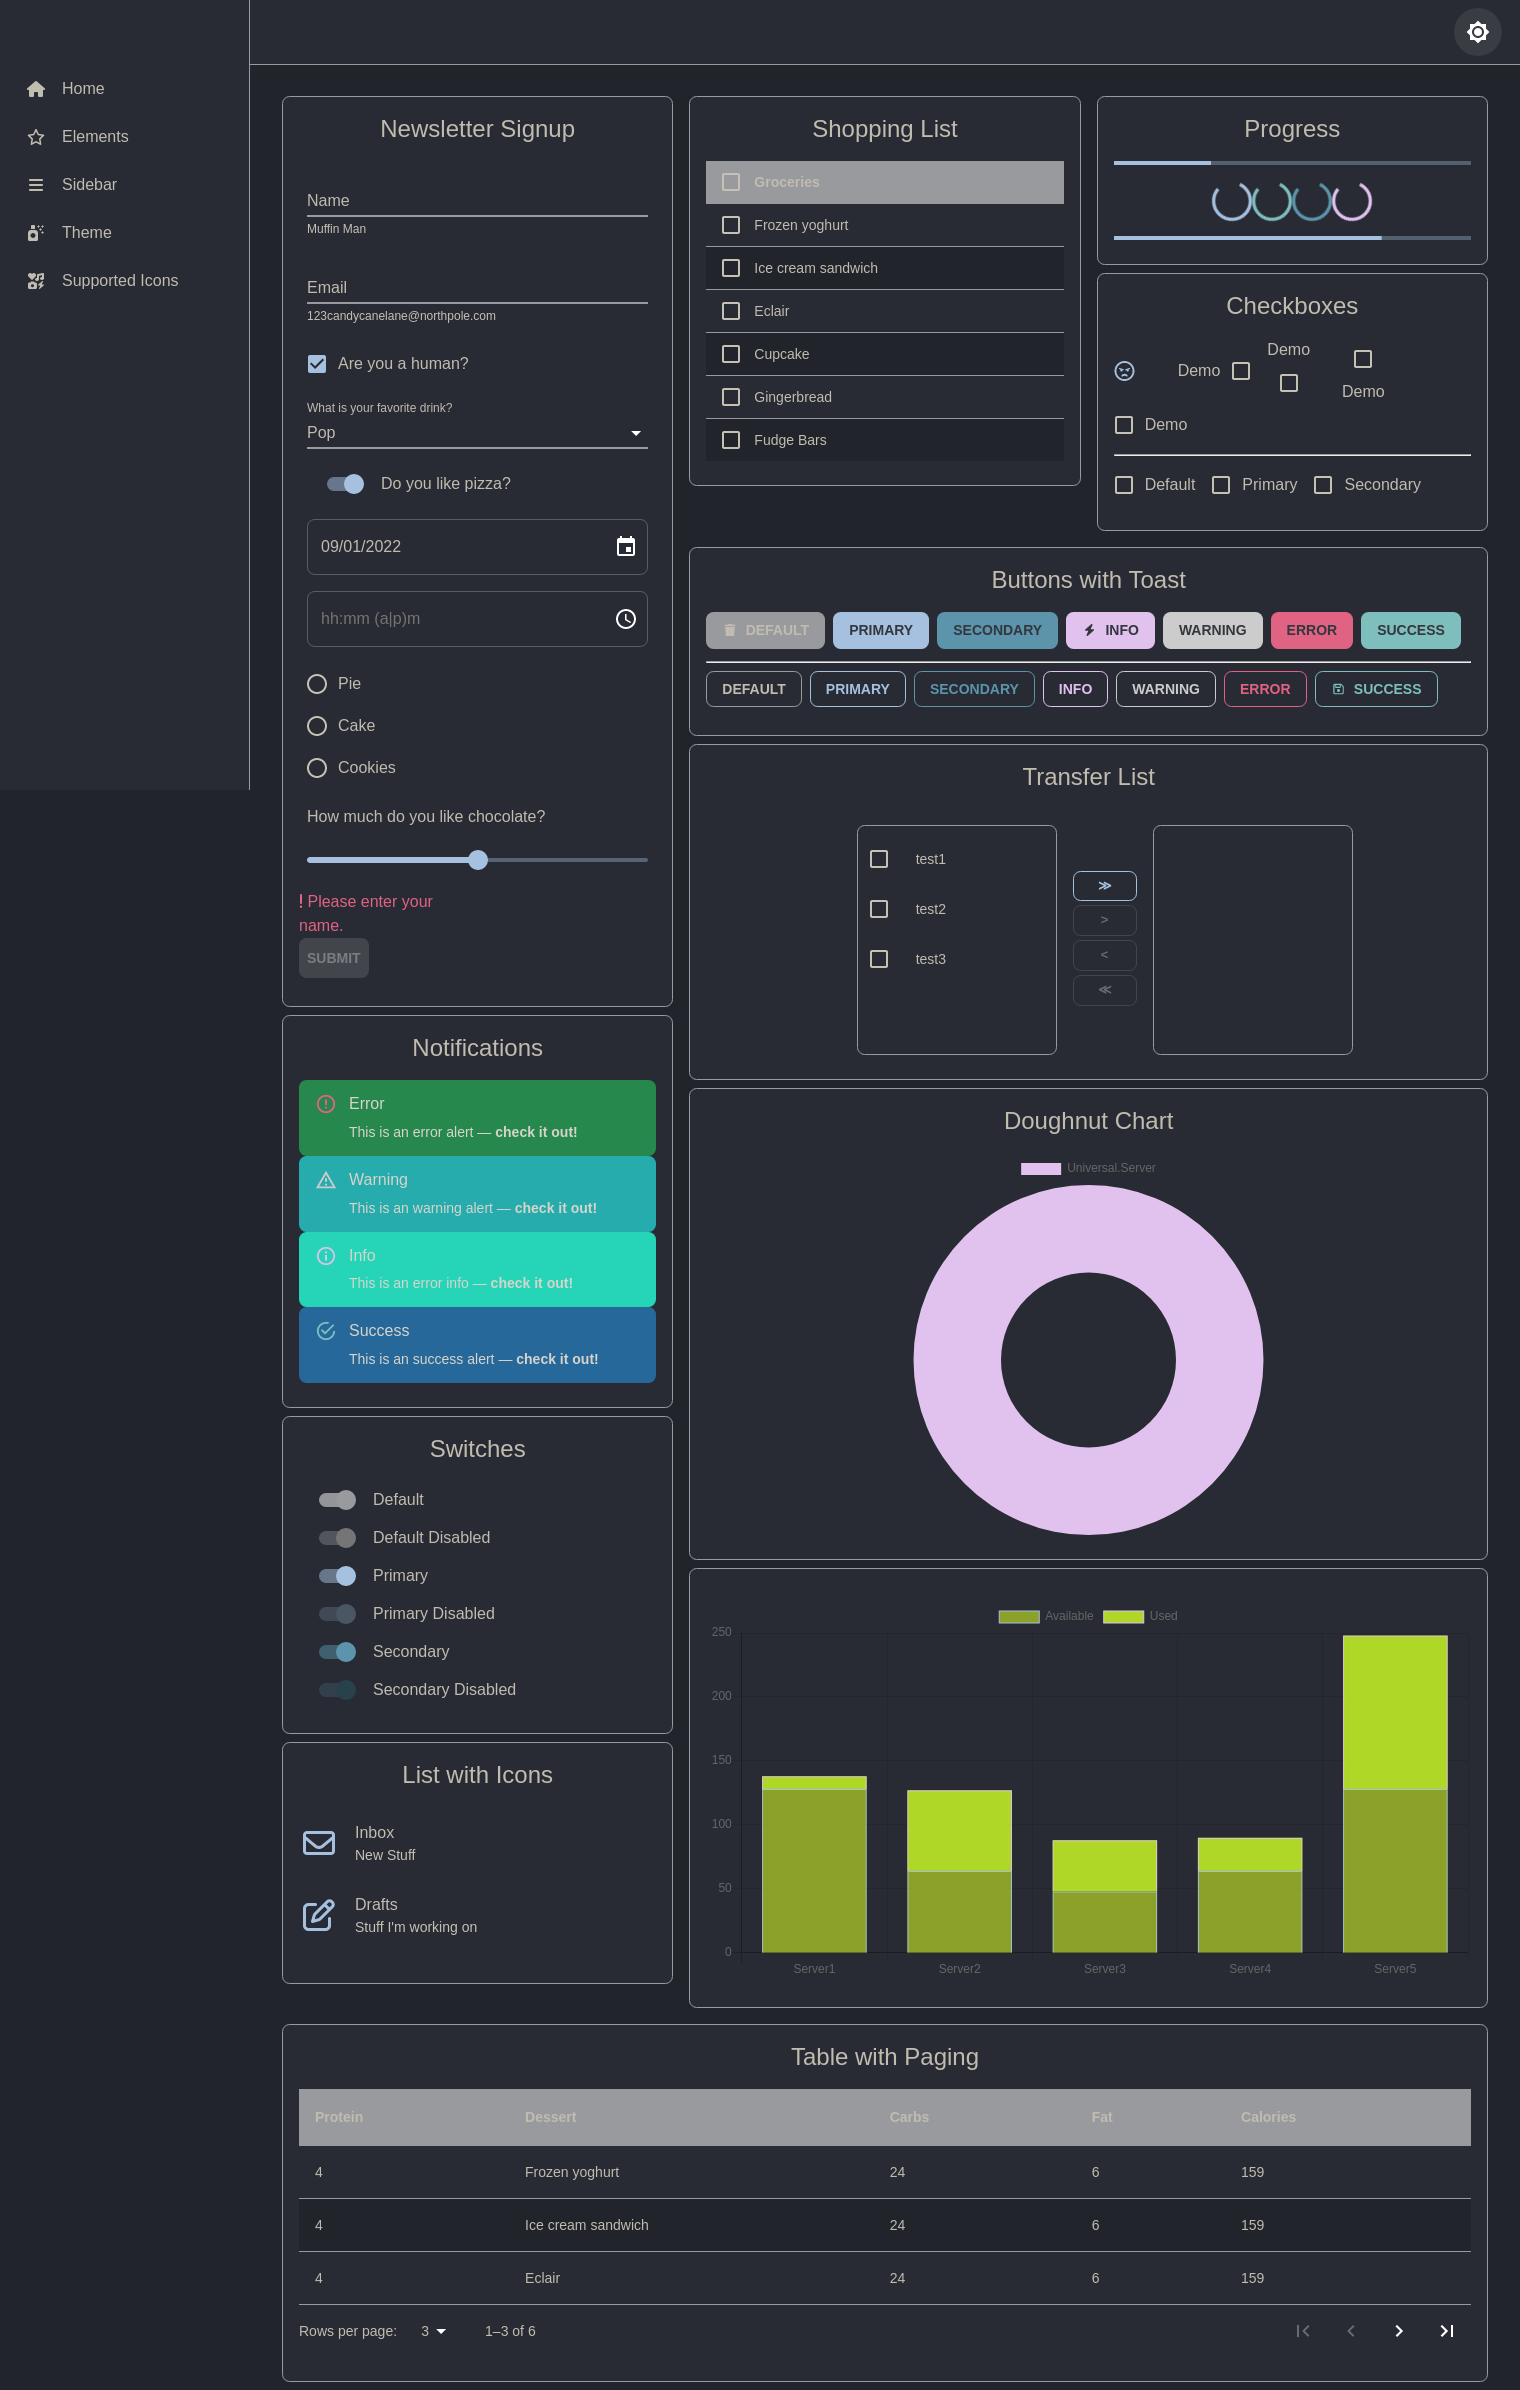 Home
Elements
Sidebar
Theme
Supported Icons
Newsletter Signup
Name
Muffin Man
Email
123candycanelane@northpole.com
Are you a human?
What is your favorite drink?
Pop
Do you like pizza?
09/01/2022
hh:mm (a|p)m
Pie
Cake
Cookies
How much do you like chocolate?
! Please enter your
name.
SUBMIT
Notifications
Error
This is an error alert — check it out!
Warning
This is an warning alert — check it out!
Info
This is an error info — check it out!
Success
This is an success alert — check it out!
Switches
Default
Default Disabled
Primary
Primary Disabled
Secondary
Secondary Disabled
List with Icons
Inbox
New Stuff
Drafts
Stuff I'm working on
Shopping List
Groceries
Frozen yoghurt
Ice cream sandwich
Eclair
Cupcake
Gingerbread
Fudge Bars
Progress
Checkboxes
Demo
Demo
Demo
Demo
Default Primary Secondary
Buttons with Toast
DEFAULT PRIMARY SECONDARY INFO WARNING ERROR SUCCESS
DEFAULT PRIMARY SECONDARY INFO WARNING ERROR SUCCESS
Transfer List
test1
test2
test3
≫
>
<
≪
Doughnut Chart
Universal.Server
Available Used
250
200
150
100
50
0
Server1 Server2 Server3 Server4 Server5
Table with Paging
Protein Dessert Carbs Fat Calories
4 Frozen yoghurt 24 6 159
4 Ice cream sandwich 24 6 159
4 Eclair 24 6 159
Rows per page: 3 1–3 of 6